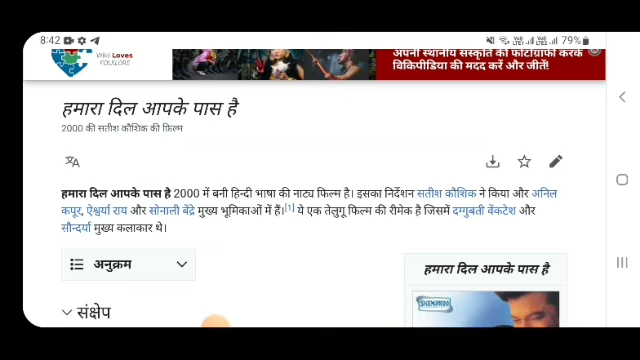 8:42
79%
Wiki Loves
FOLKLORE
अपनी स्थानीय संस्कृति की फोटोग्राफी करके
विकिपीडिया की मदद करें और जीतें!
हमारा दिल आपके पास है
2000 की सतीश कौशिक की फ़िल्म
हमारा दिल आपके पास है 2000 में बनी हिन्दी भाषा की नाट्य फिल्म है। इसका निर्देशन सतीश कौशिक ने किया और अनिल
कपूर, ऐश्वर्या राय और सोनाली बेंद्रे मुख्य भूमिकाओं में हैं।[1] ये एक तेलुगू फिल्म की रीमेक है जिसमें दग्गुबती वेंकटेश और
सौन्दर्या मुख्य कलाकार थे।
अनुक्रम
हमारा दिल आपके पास है
संक्षेप